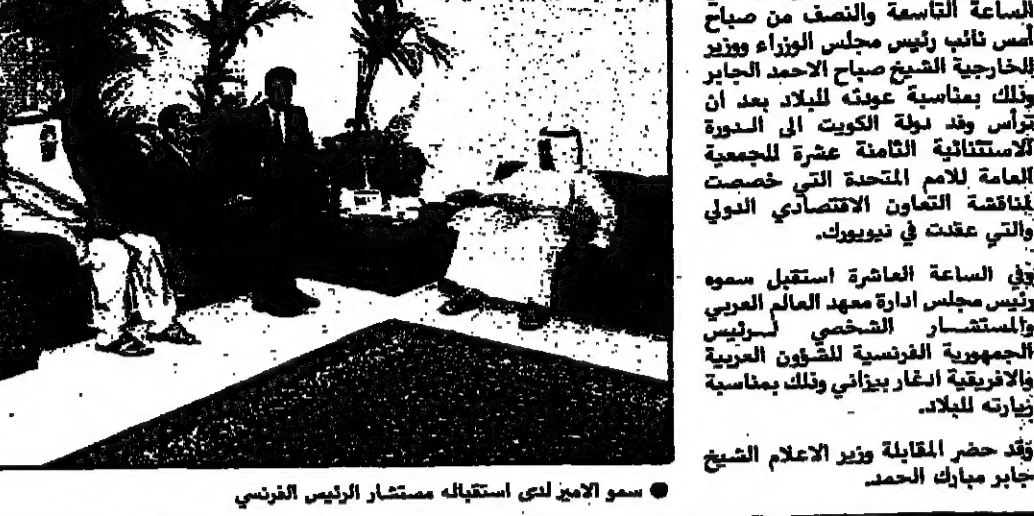 الساعة التاسعة والنصف من صباح
أمس نائب رئيس مجلس الوزراء ووزير
الخارجية الشيخ صباح الاحمد الجابر
وذلك بمناسبة عودته للبلاد بعد ان
ترأس وفد دولة الكويت الى الدورة
الاستثنائية الثامنة عشرة للجمعية
العامة للامم المتحدة التي خصصت
لمناقشة التعاون الاقتصادي الدولي
والتي عقدت في نيويورك.
وفي الساعة العاشرة استقبل سموه
رئيس مجلس ادارة معهد العالم العربي
والمستشار الشخصي لرئيس
الجمهورية الفرنسية للشؤون العربية
والافريقية ادغار بيزاني وذلك بمناسبة
زيارته للبلاد.
وقد حضر المقابلة وزير الاعلام الشيخ
جابر مبارك الحمد.
● سمو الامير لدى استقباله مستشار الرئيس الفرنسي